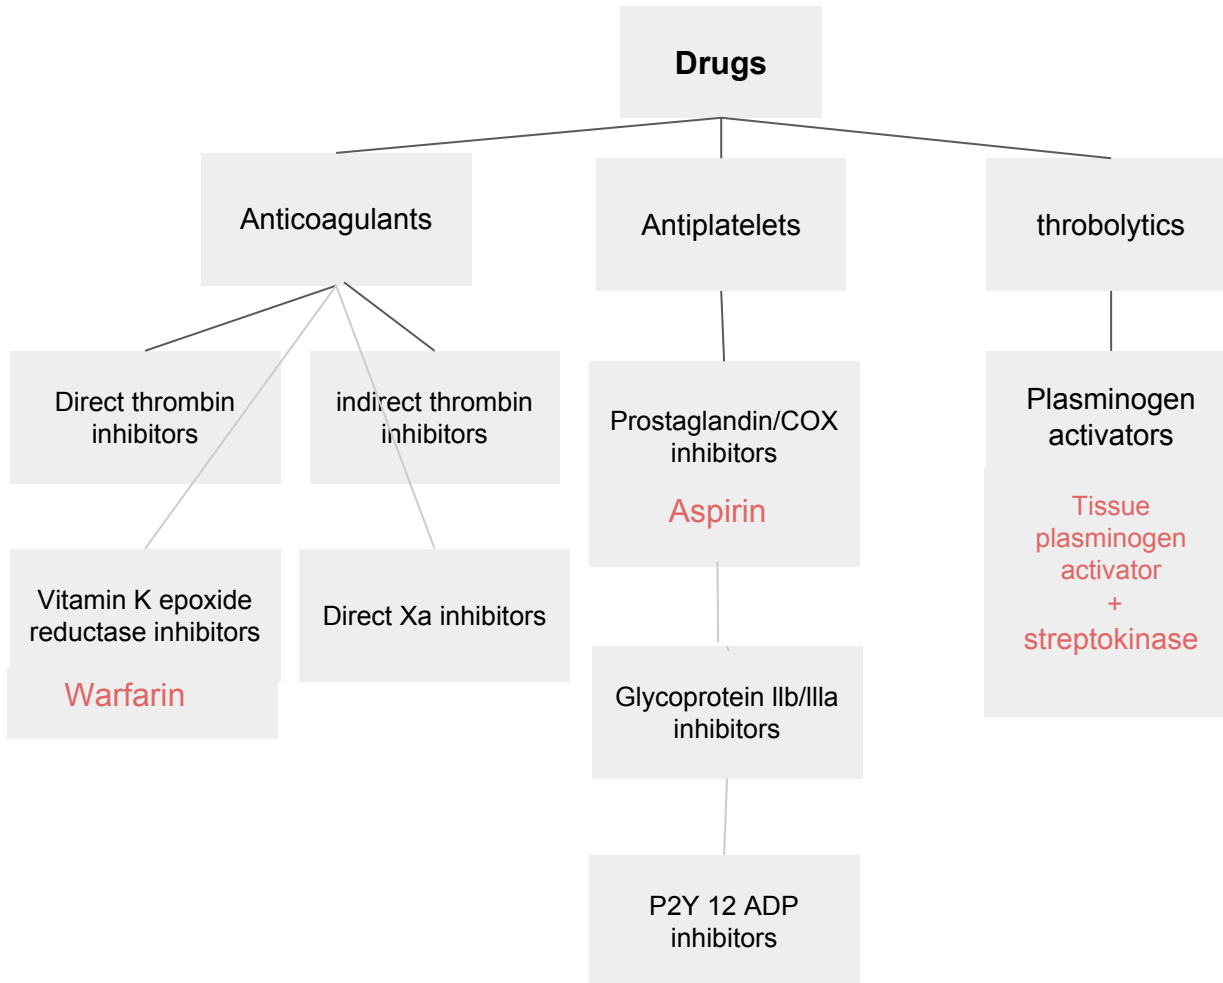 Drugs
Anticoagulants
Antiplatelets
throbolytics
Direct thrombin
inhibitors
indirect thrombin
inhibitors
Prostaglandin/COX
inhibitors
Aspirin
Plasminogen
activators
Tissue
plasminogen
activator
+
streptokinase
Vitamin K epoxide
reductase inhibitors
Warfarin
Direct Xa inhibitors
Glycoprotein IIb/IIIa
inhibitors
P2Y 12 ADP
inhibitors